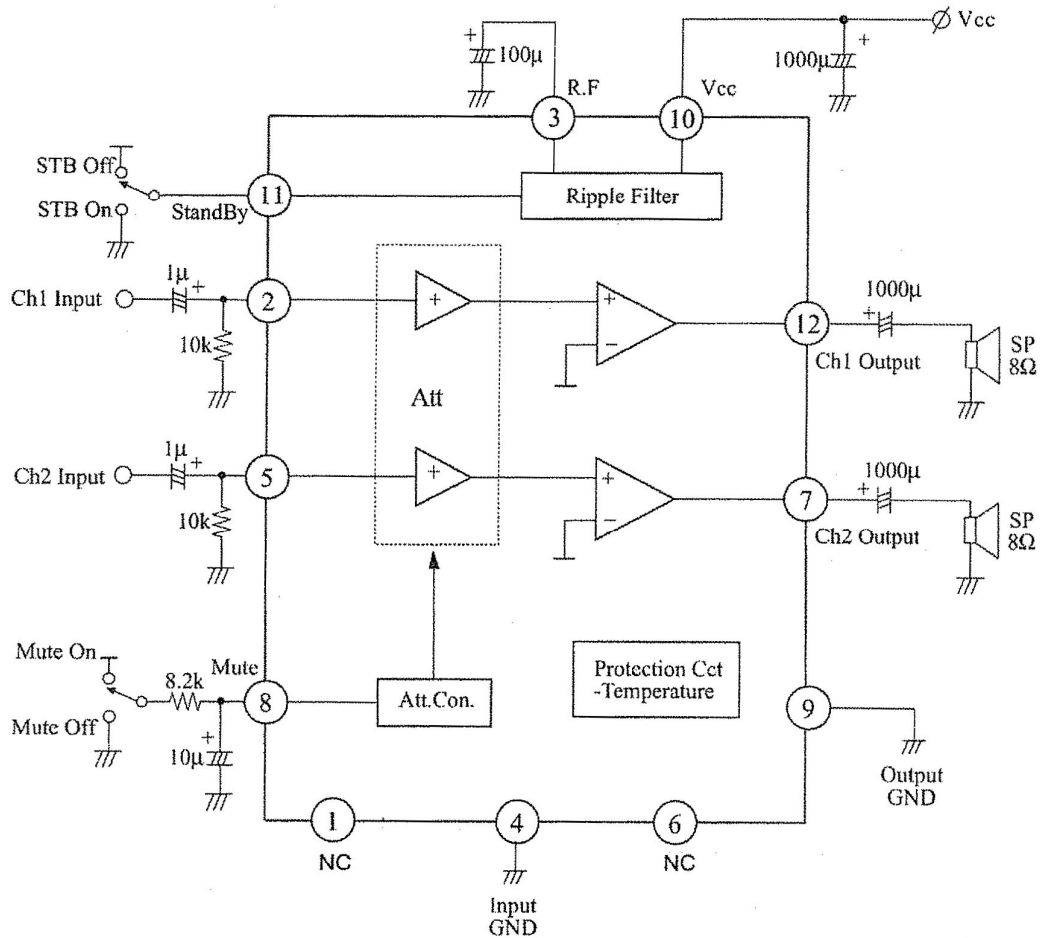 Vcc
100μ
1000μ
R.F
Vcc
3
10
STB Off
STB On
StandBy
11
Ripple Filter
1μ
Ch1 Input
2
10k
Att
12
1000μ
Ch1 Output
SP
8Ω
1μ
Ch2 Input
5
10k
7
1000μ
Ch2 Output
SP
8Ω
Mute On
Mute Off
8.2k
Mute
8
10μ
Att.Con.
Protection Cct
-Temperature
9
Output
GND
1
NC
4
Input
GND
6
NC